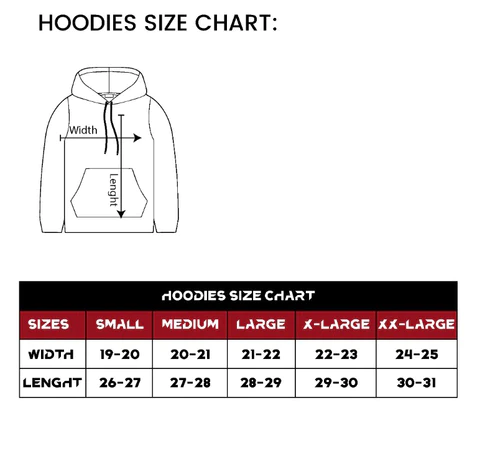 HOODIES SIZE CHART:
Width
Lenght
HOODIES SIZE CHART
SIZES SMALL MEDIUM LARGE X-LARGE XX-LARGE
WIDTH 19-20 20-21 21-22 22-23 24-25
LENGHT 26-27 27-28 28-29 29-30 30-31